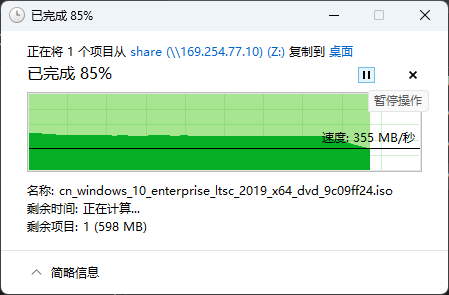 已完成 85%
正在将 1 个项目从 share (\\169.254.77.10) (Z:) 复制到 桌面
已完成 85%
暂停操作
速度: 355 MB/秒
名称: cn_windows_10_enterprise_ltsc_2019_x64_dvd_9c09ff24.iso
剩余时间: 正在计算...
剩余项目: 1 (598 MB)
简略信息